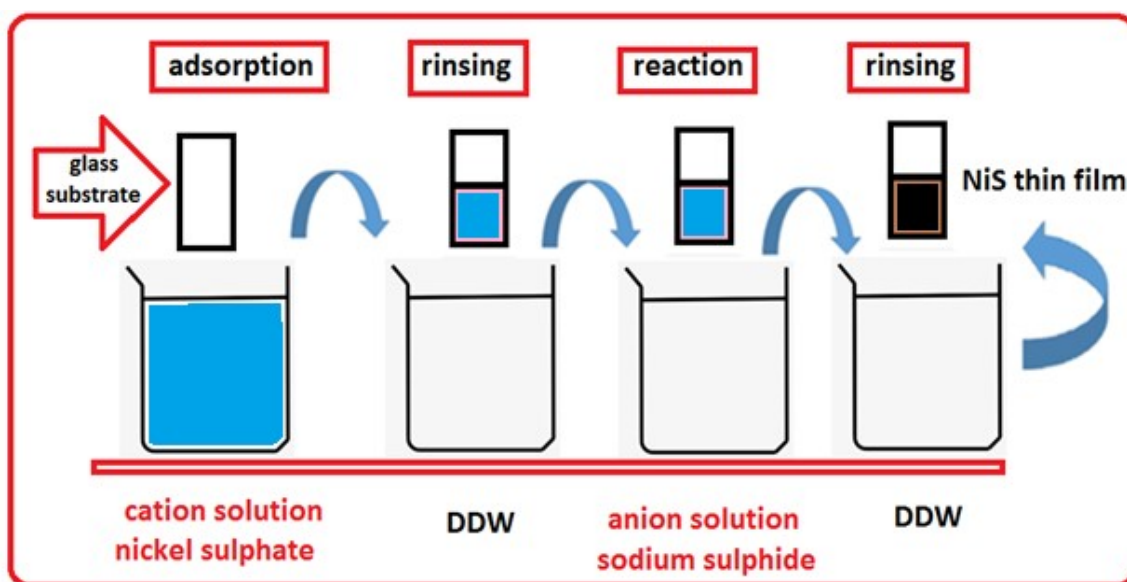 adsorption
rinsing
reaction
rinsing
glass
substrate
NiS thin film
cation solution
nickel sulphate
DDW
anion solution
sodium sulphide
DDW